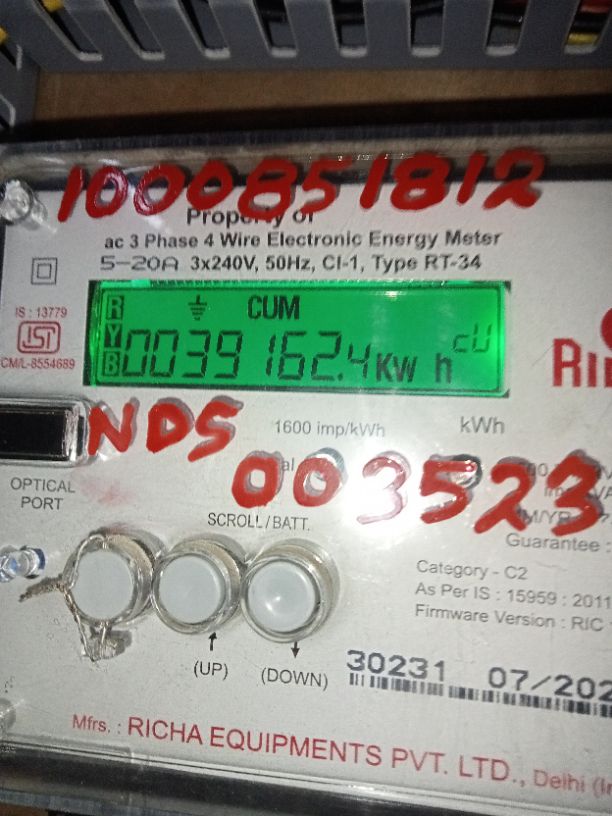 1000851812
Property of
ac 3 Phase 4 Wire Electronic Energy Meter
5-20A 3x240V, 50Hz, Cl-1, Type RT-34
IS : 13779
ISI
CM/L-8554689
R CUM
Y
B 0039162.4 Kw h cU
NDS
1600 imp/kWh kWh
003523
OPTICAL
PORT
SCROLL/BATT.
Guarantee :
Category - C2
As Per IS : 15959 : 2011
Firmware Version : RIC
(UP) (DOWN)
30231 07/202
Mfrs. : RICHA EQUIPMENTS PVT. LTD., Delhi